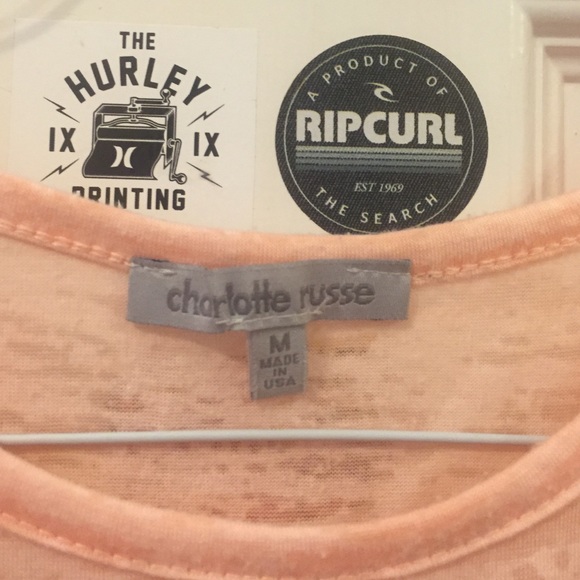 THE
HURLEY
IX IX
PRINTING
A PRODUCT OF
RIPCURL
EST 1969
THE SEARCH
charlotte russe
M
MADE
IN
USA